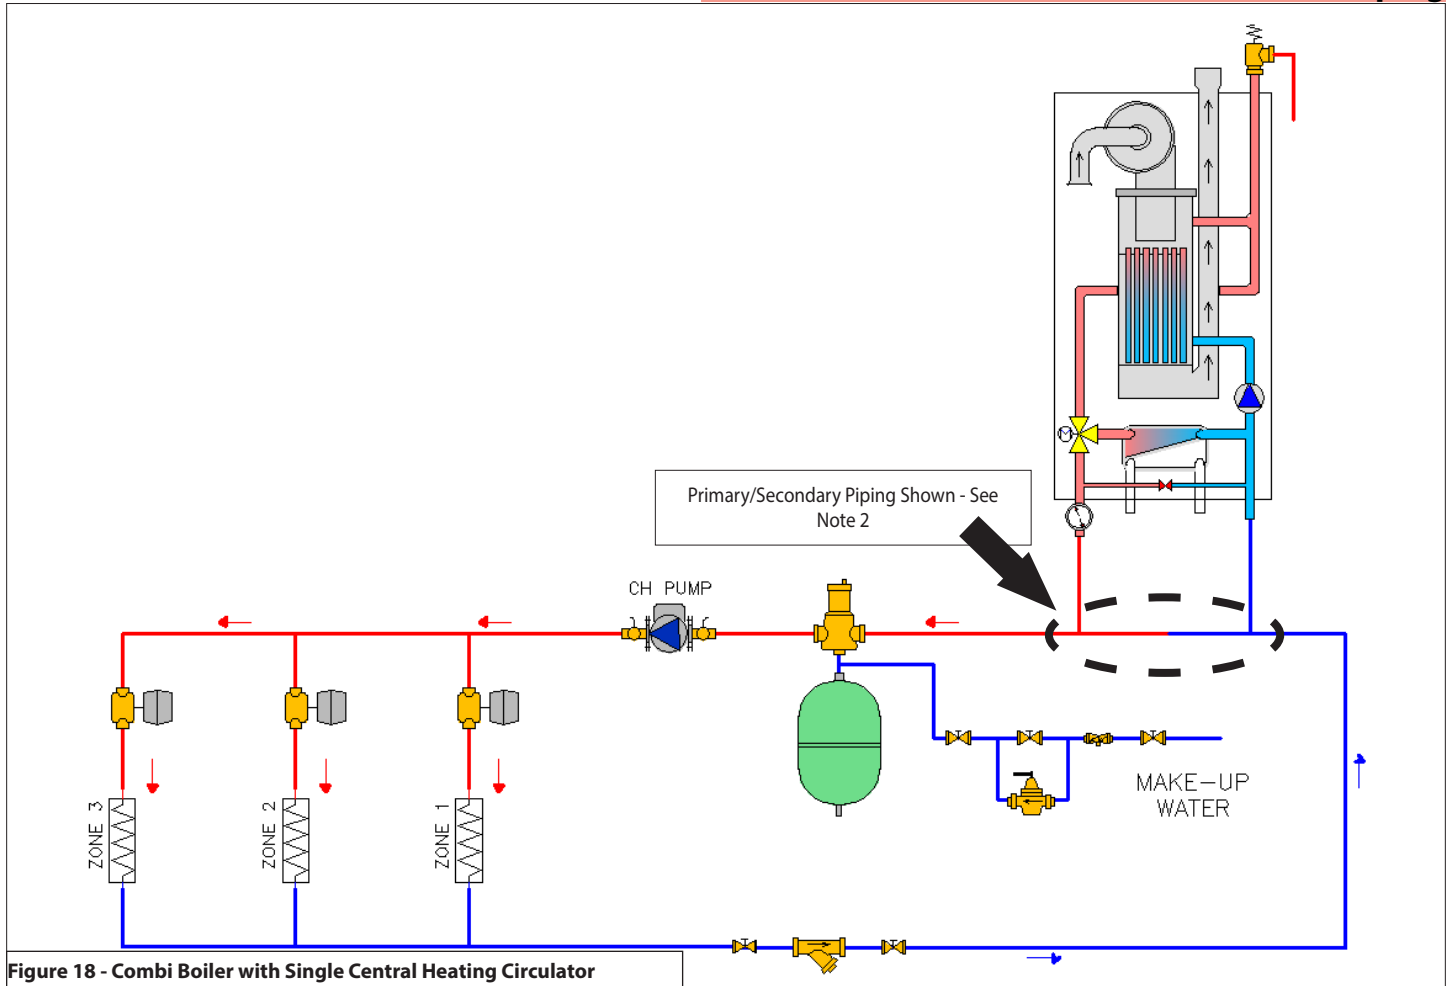 Primary/Secondary Piping Shown - See
Note 2
CH PUMP
MAKE-UP
WATER
ZONE 3
ZONE 2
ZONE 1
M
Figure 18 - Combi Boiler with Single Central Heating Circulator